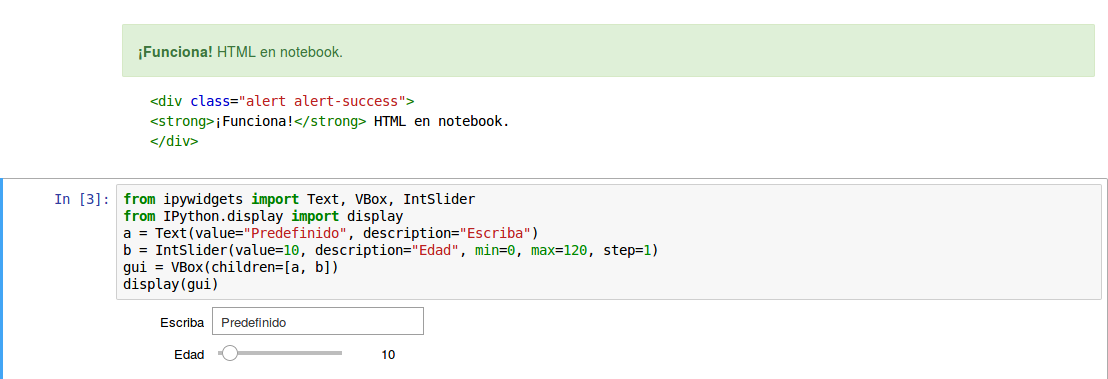 ¡Funciona! HTML en notebook.
<div class="alert alert-success">
<strong>¡Funciona!</strong> HTML en notebook.
</div>
In [3]:
from ipywidgets import Text, VBox, IntSlider
from IPython.display import display
a = Text(value="Predefinido", description="Escriba")
b = IntSlider(value=10, description="Edad", min=0, max=120, step=1)
gui = VBox(children=[a, b])
display(gui)
Escriba Predefinido
Edad 10